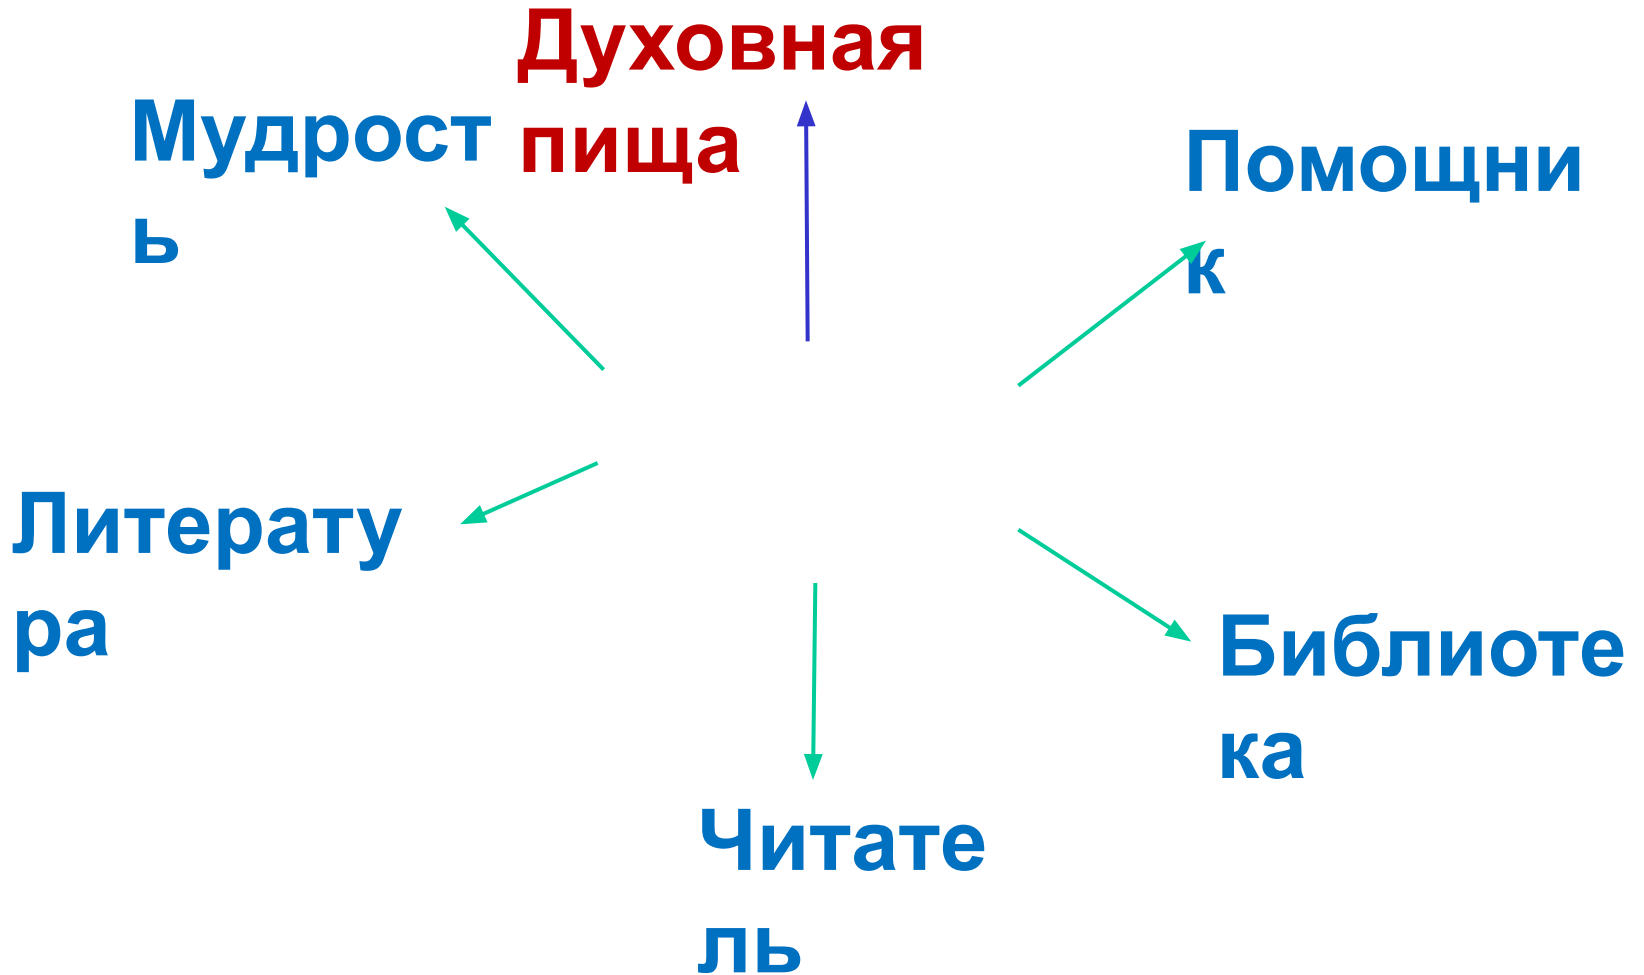 Духовная
пища
Мудрост
ь
Помощни
к
Литерату
ра
Библиоте
ка
Читате
ль